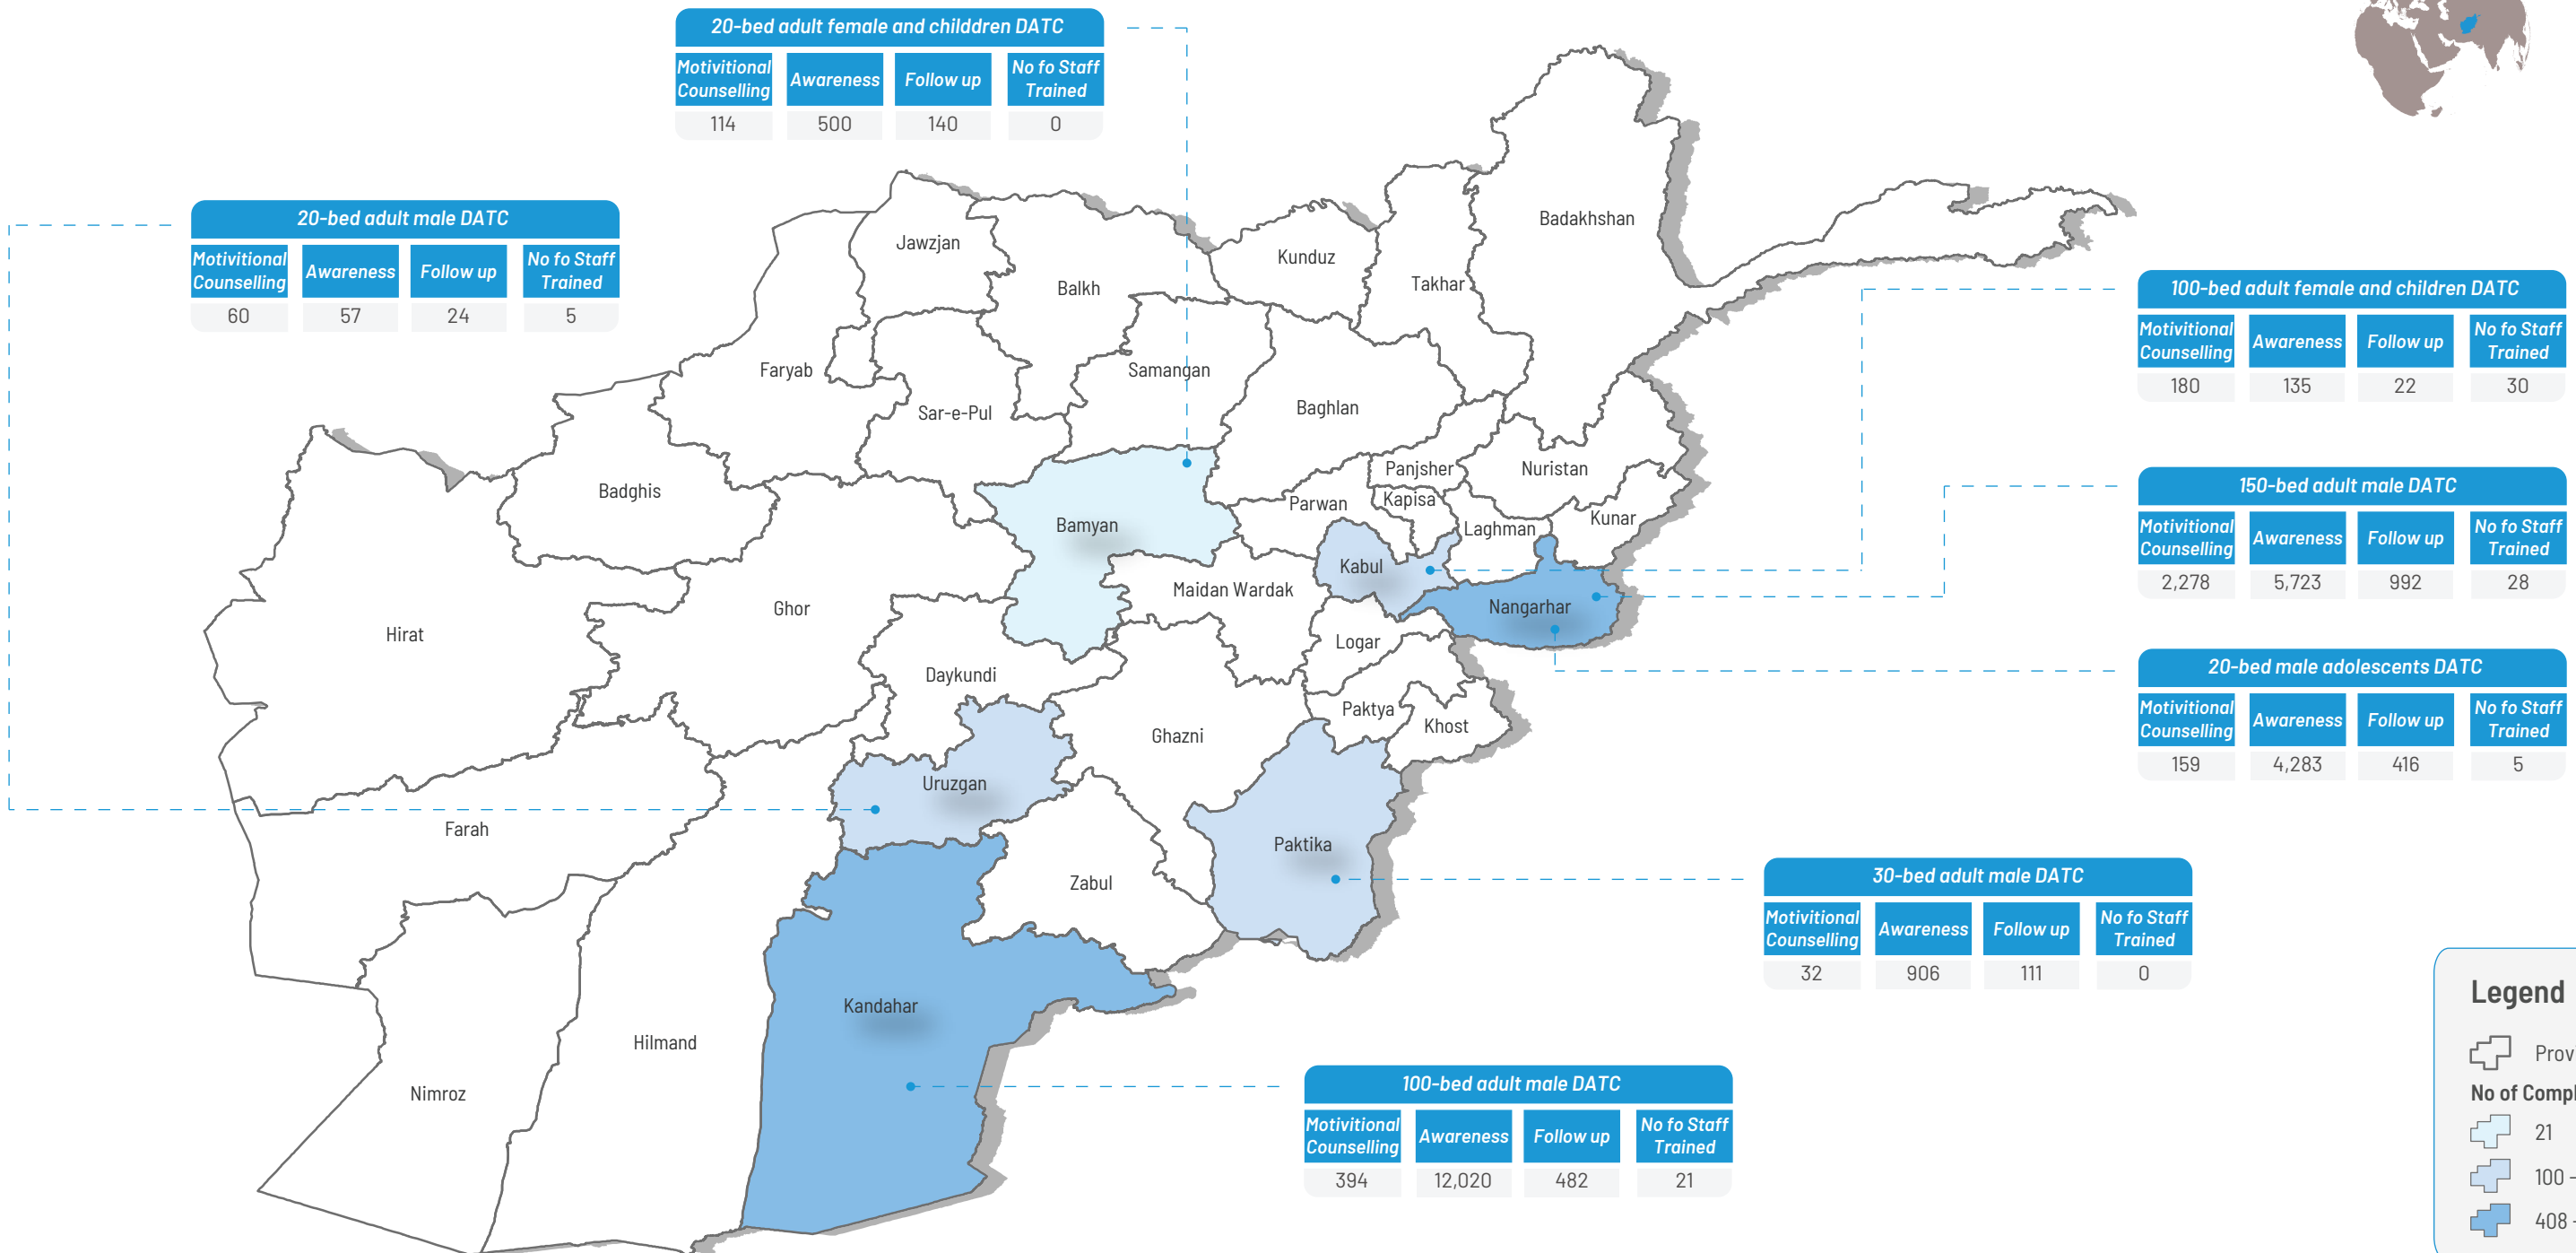 20-bed adult female and childdren DATC
Motivitional Counselling
Awareness
Follow up
No fo Staff Trained
114
500
140
0
20-bed adult male DATC
Motivitional Counselling
Awareness
Follow up
No fo Staff Trained
60
57
24
5
100-bed adult female and children DATC
Motivitional Counselling
Awareness
Follow up
No fo Staff Trained
180
135
22
30
150-bed adult male DATC
Motivitional Counselling
Awareness
Follow up
No fo Staff Trained
2,278
5,723
992
28
20-bed male adolescents DATC
Motivitional Counselling
Awareness
Follow up
No fo Staff Trained
159
4,283
416
5
30-bed adult male DATC
Motivitional Counselling
Awareness
Follow up
No fo Staff Trained
32
906
111
0
100-bed adult male DATC
Motivitional Counselling
Awareness
Follow up
No fo Staff Trained
394
12,020
482
21
Badakhshan
Jawzjan
Kunduz
Takhar
Balkh
Faryab
Samangan
Baghlan
Sar-e-Pul
Panjsher
Nuristan
Badghis
Parwan
Kapisa
Kunar
Laghman
Bamyan
Kabul
Maidan Wardak
Nangarhar
Ghor
Hirat
Logar
Daykundi
Paktya
Khost
Ghazni
Uruzgan
Farah
Paktika
Zabul
Kandahar
Hilmand
Nimroz
Legend
No of
21
100 -
408 -